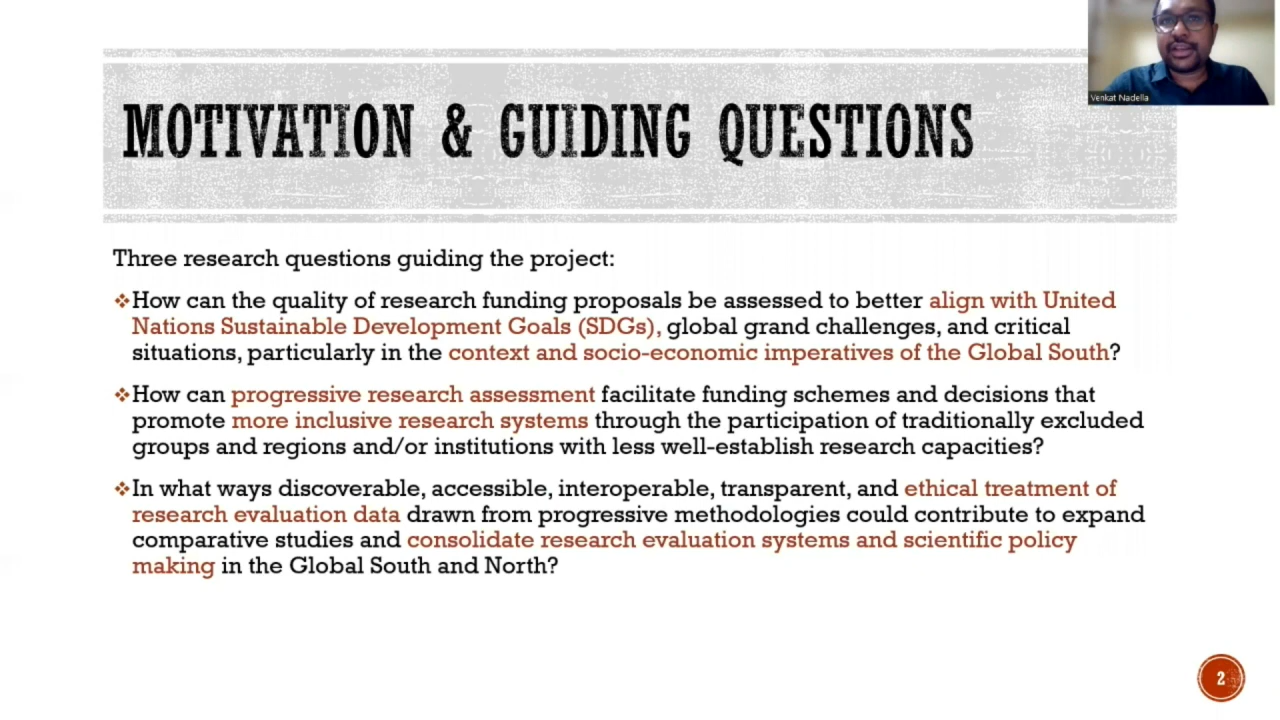 Venkat Nadella
MOTIVATION & GUIDING QUESTIONS
Three research questions guiding the project:
❖How can the quality of research funding proposals be assessed to better align with United
Nations Sustainable Development Goals (SDGs), global grand challenges, and critical
situations, particularly in the context and socio-economic imperatives of the Global South?
❖How can progressive research assessment facilitate funding schemes and decisions that
promote more inclusive research systems through the participation of traditionally excluded
groups and regions and/or institutions with less well-establish research capacities?
❖In what ways discoverable, accessible, interoperable, transparent, and ethical treatment of
research evaluation data drawn from progressive methodologies could contribute to expand
comparative studies and consolidate research evaluation systems and scientific policy
making in the Global South and North?
2